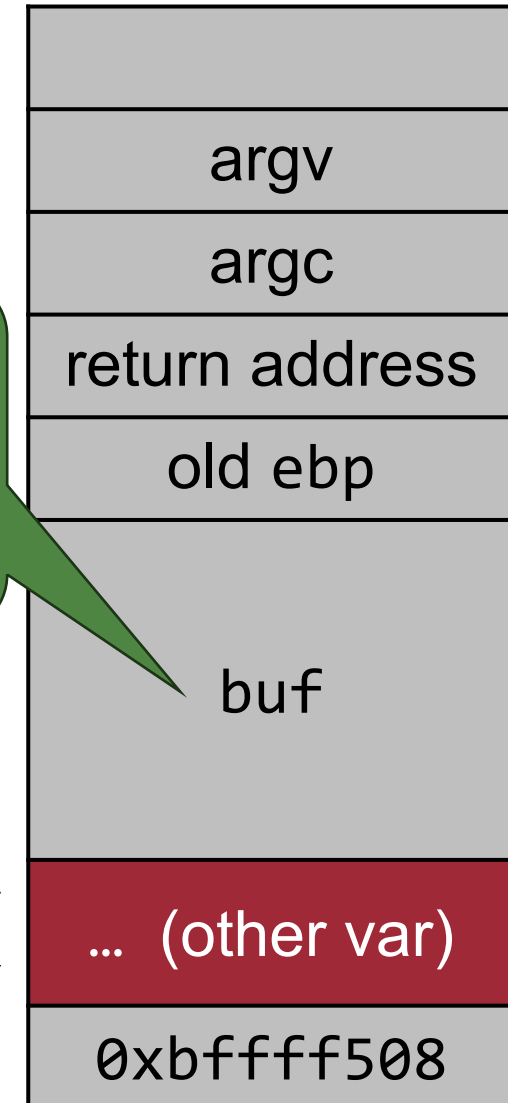 argv
argc
return address
old ebp
buf
… (other var)
0xbffff508